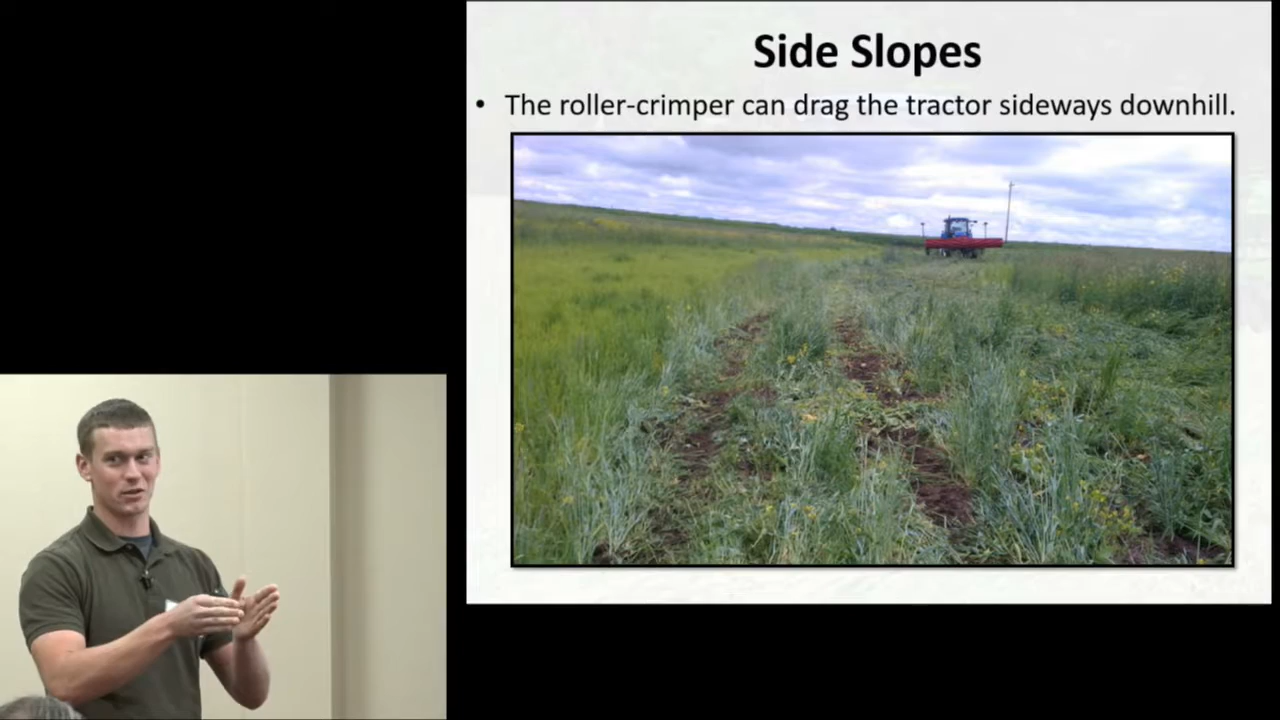 Side Slopes
• The roller-crimper can drag the tractor sideways downhill.